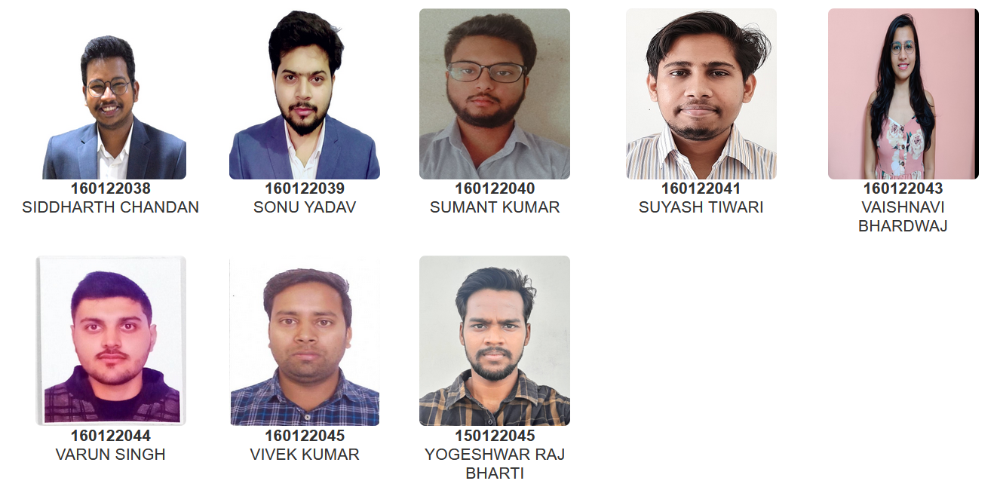 160122038
SIDDHARTH CHANDAN
160122039
SONU YADAV
160122040
SUMANT KUMAR
160122041
SUYASH TIWARI
160122043
VAISHNAVI
BHARDWAJ
160122044
VARUN SINGH
160122045
VIVEK KUMAR
150122045
YOGESHWAR RAJ
BHARTI